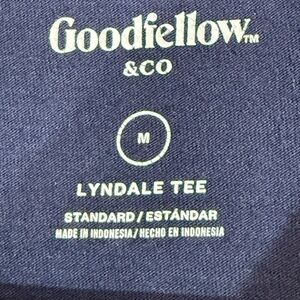 Goodfellow™
&CO
M
LYNDALE TEE
STANDARD/ESTÁNDAR
MADE IN INDONESIA/HECHO EN INDONESIA